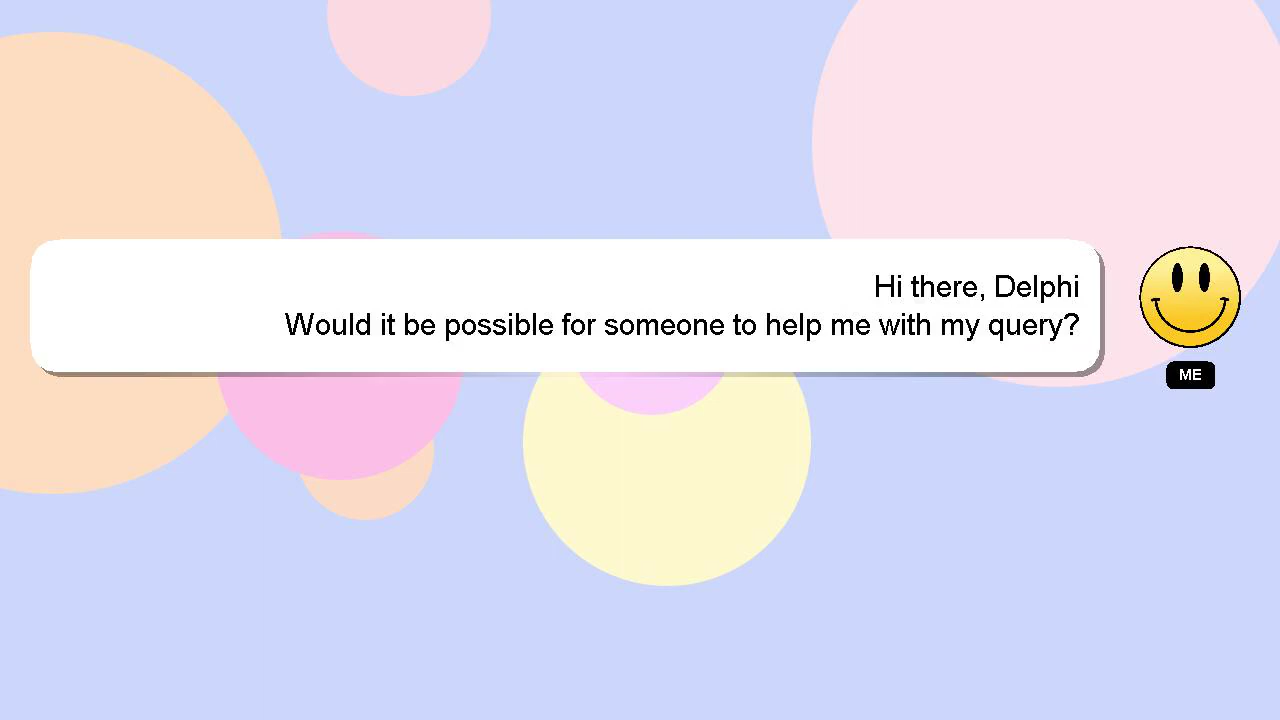 Hi there, Delphi
Would it be possible for someone to help me with my query?
ME